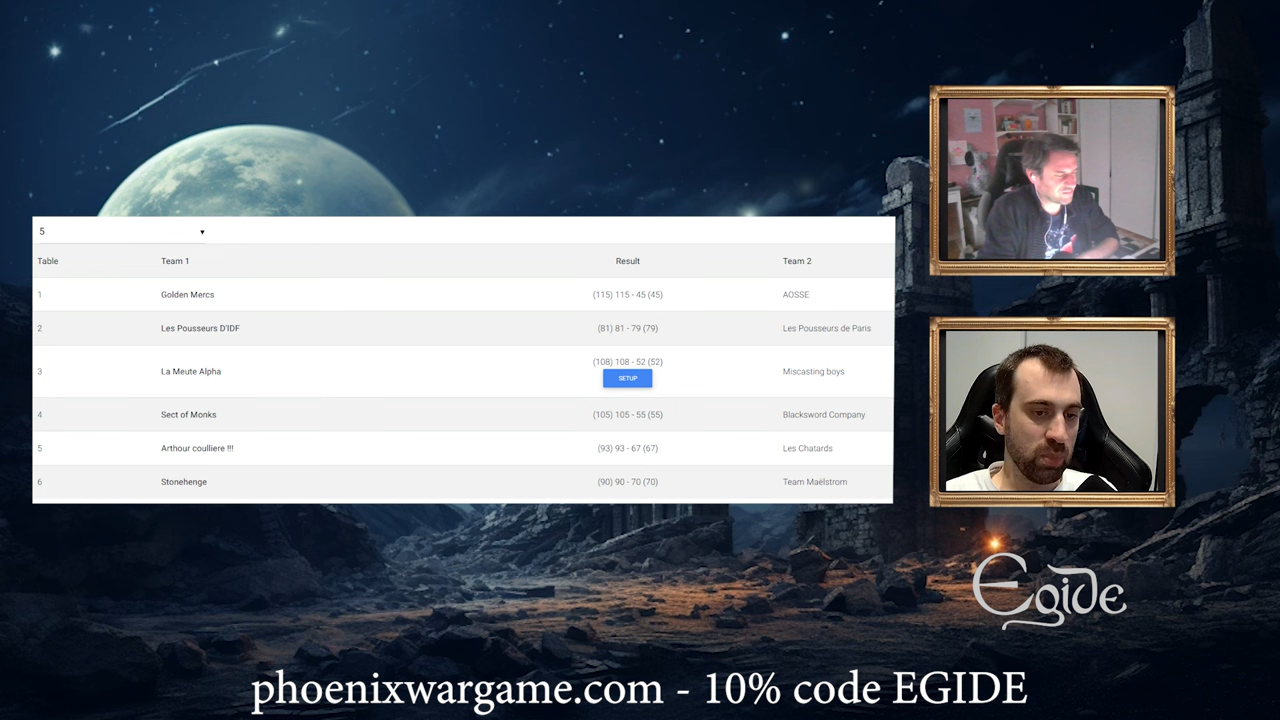 5
Table Team 1 Result Team 2
1 Golden Mercs (115) 115 - 45 (45) AOSSE
2 Les Pousseurs D'IDF (81) 81 - 79 (79) Les Pousseurs de Paris
3 La Meute Alpha (108) 108 - 52 (52) Miscasting boys
SETUP
4 Sect of Monks (105) 105 - 55 (55) Blacksword Company
5 Arthour coulliere !!! (93) 93 - 67 (67) Les Chatards
6 Stonehenge (90) 90 - 70 (70) Team Maëlstrom
Egide
phoenixwargame.com - 10% code EGIDE